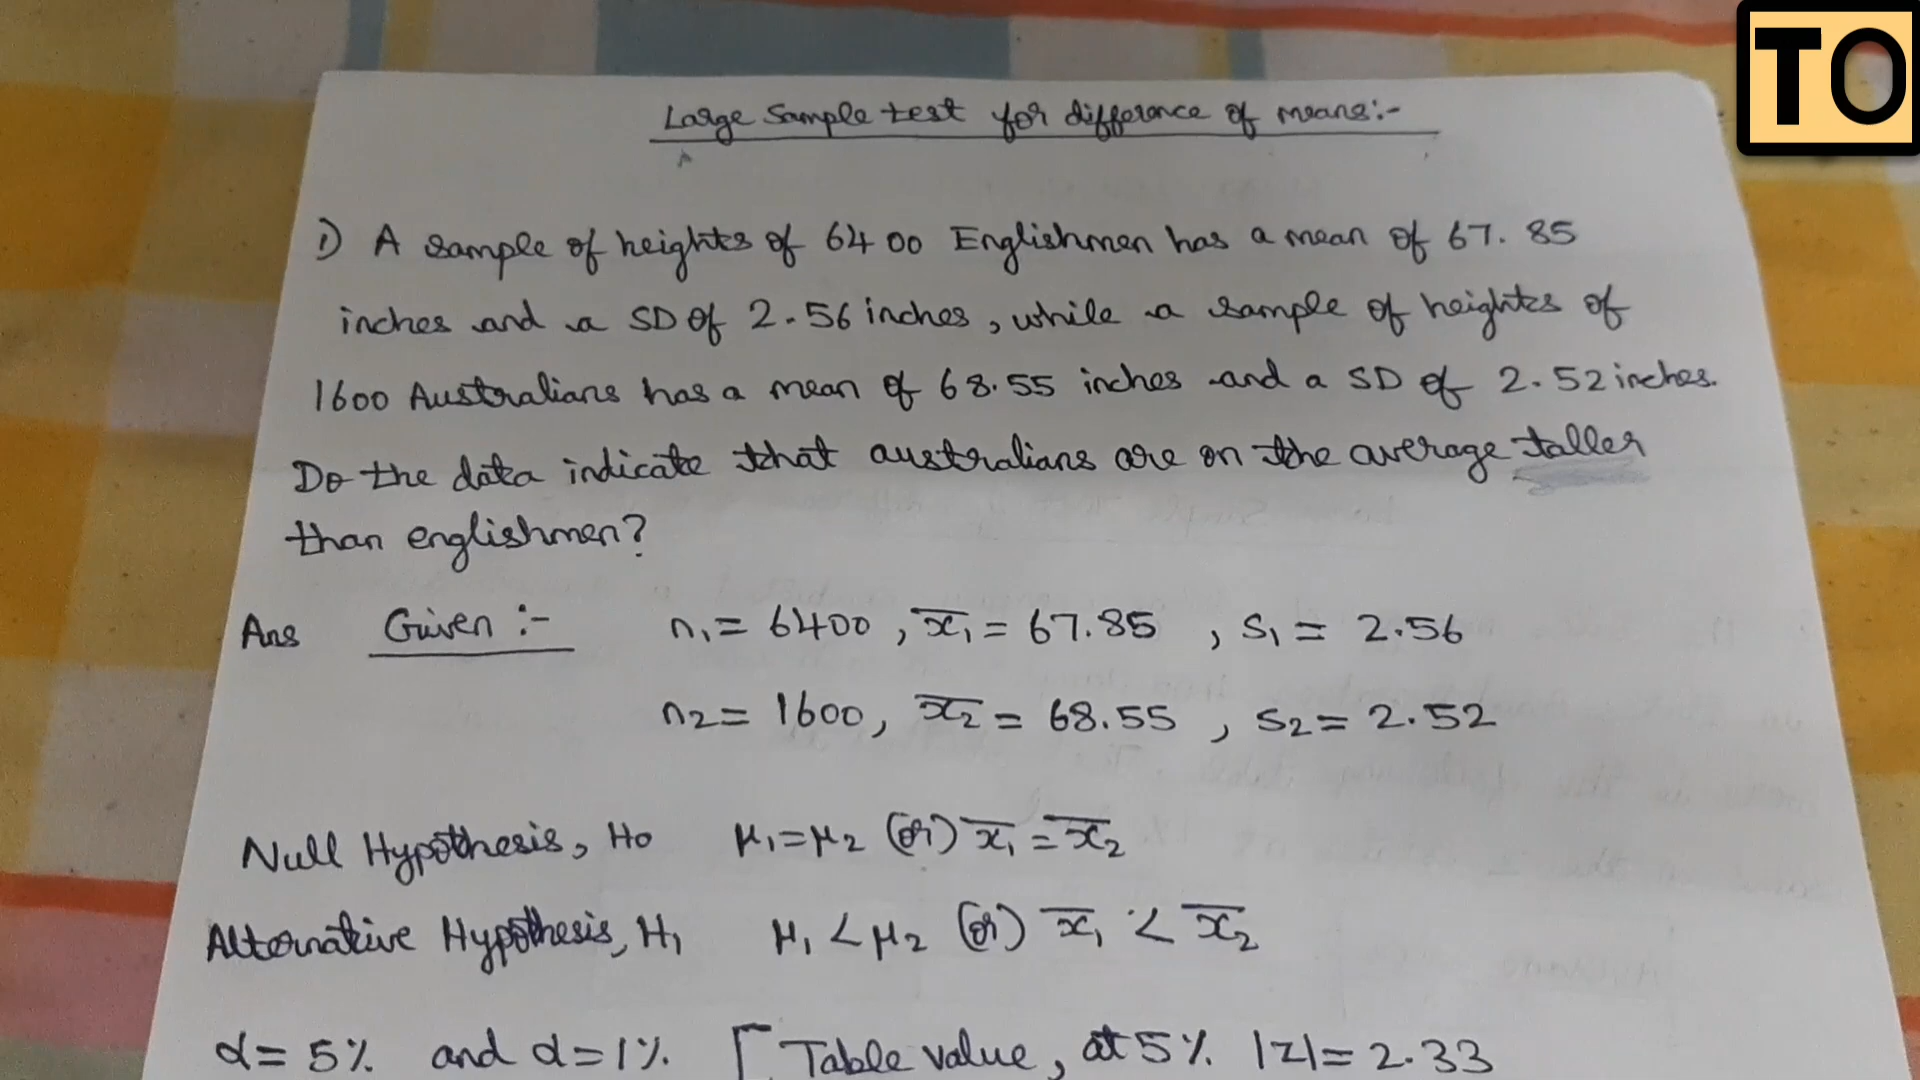 TO
Large Sample test for difference of means:-
1) A sample of heights of 6400 Englishmen has a mean of 67.85
inches and a SD of 2.56 inches, while a sample of heights of
1600 Australians has a mean of 68.55 inches and a SD of 2.52 inches.
Do the data indicate that australians are on the average taller
than englishmen?
Ans Given :- n₁ = 6400, x̄₁ = 67.85, s₁ = 2.56
n₂ = 1600, x̄₂ = 68.55, s₂ = 2.52
Null Hypothesis, H₀ μ₁ = μ₂ (or) x̄₁ = x̄₂
Alternative Hypothesis, H₁ μ₁ < μ₂ (or) x̄₁ < x̄₂
α = 5% and α = 1% [Table value, at 5% |z| = 2.33